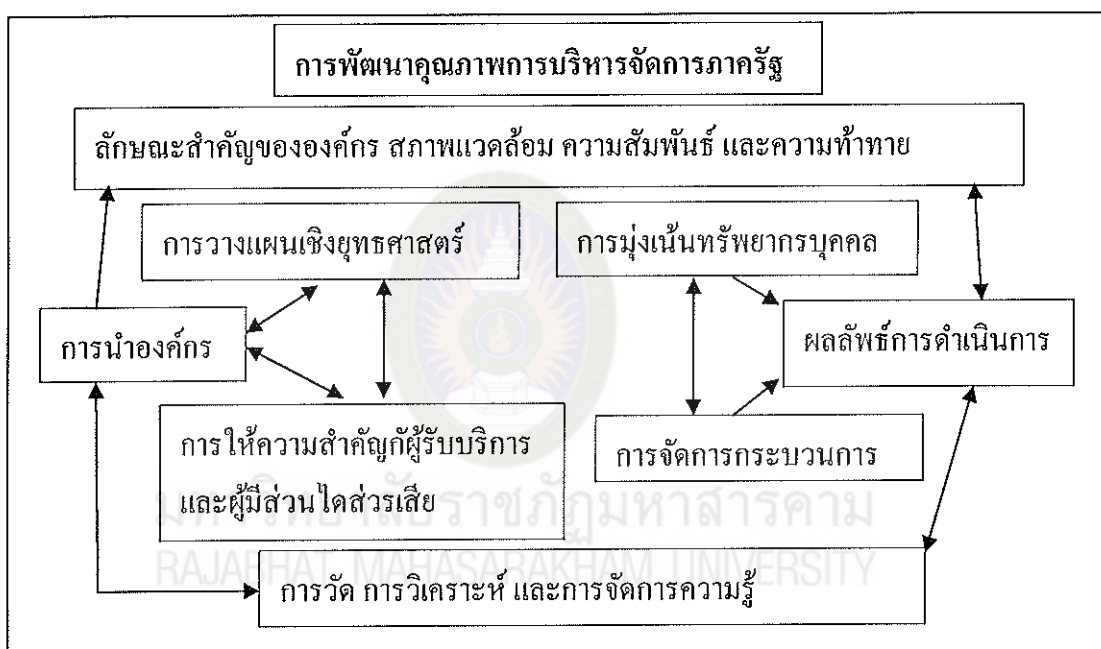 การพัฒนาคุณภาพการบริหารจัดการภาครัฐ
ลักษณะสำคัญขององค์กร สภาพแวดล้อม ความสัมพันธ์ และความท้าทาย
การวางแผนเชิงยุทธศาสตร์
การมุ่งเน้นทรัพยากรบุคคล
การนำองค์กร
ผลลัพธ์การดำเนินการ
การให้ความสำคัญกัผู้รับบริการ
และผู้มีส่วนไดส่วรเสีย
การจัดการกระบวนการ
มหาวิทยาลัยราชภัฏมหาสารคาม
RAJABHAT MAHASARAKHAM UNIVERSITY
การวัด การวิเคราะห์ และการจัดการความรู้